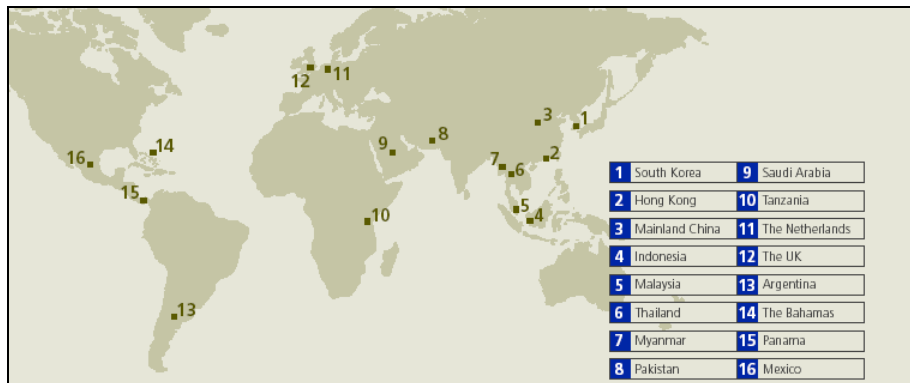 12
11
3
1
14
16
9
8
7
2
6
15
5
4
10
13
1 South Korea 9 Saudi Arabia
2 Hong Kong 10 Tanzania
3 Mainland China 11 The Netherlands
4 Indonesia 12 The UK
5 Malaysia 13 Argentina
6 Thailand 14 The Bahamas
7 Myanmar 15 Panarna
8 Pakistan 16 Mexico